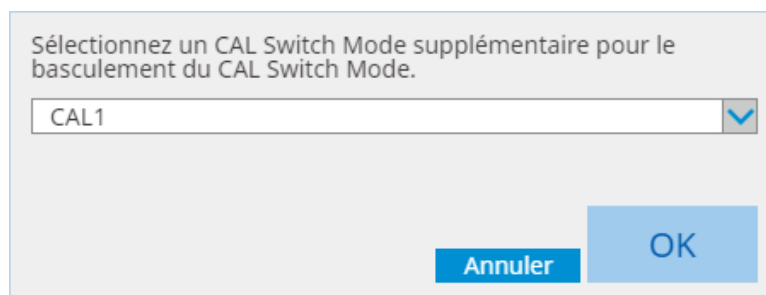 Sélectionnez un CAL Switch Mode supplémentaire pour le
basculement du CAL Switch Mode.
CAL1
Annuler
OK